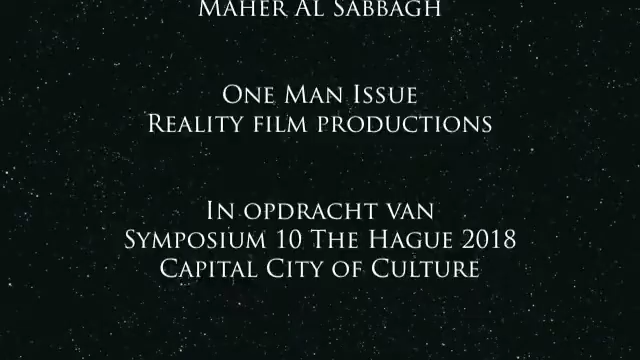 Maher Al Sabbagh
One Man Issue
Reality film productions
In opdracht van
Symposium 10 The Hague 2018
Capital City of Culture